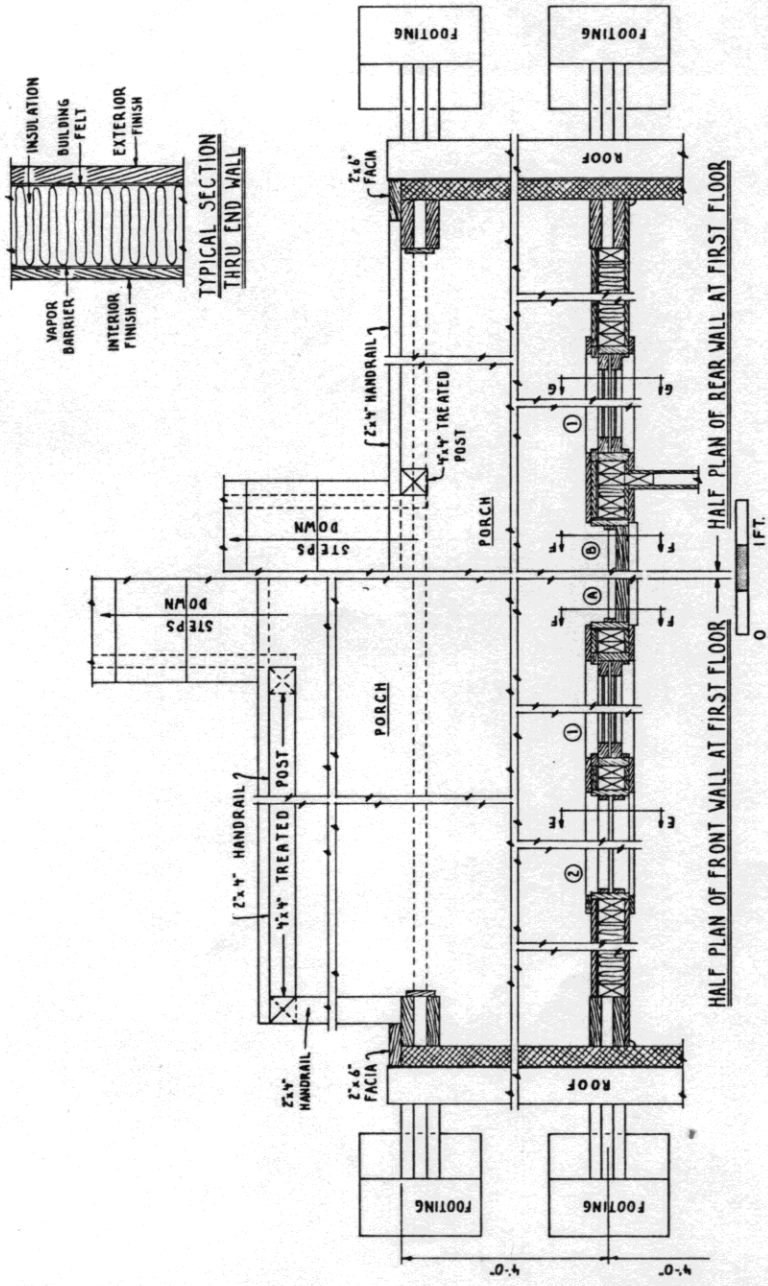 INSULATION
BUILDING
FELT
EXTERIOR
FINISH
VAPOR
BARRIER
INTERIOR
FINISH
TYPICAL SECTION
THRU END WALL
STEPS
DOWN
2"x4" HANDRAIL
4"x4" TREATED
POST
2"x4"
HANDRAIL
2"x6"
FACIA
PORCH
STEPS
DOWN
2"x4" HANDRAIL
4"x4" TREATED
POST
2"x6"
FACIA
PORCH
FOOTING
FOOTING
FOOTING
FOOTING
ROOF
ROOF
4'-0"
4'-0"
2
E
E
1
F
F
A
B
F
F
1
G
G
HALF PLAN OF FRONT WALL AT FIRST FLOOR
HALF PLAN OF REAR WALL AT FIRST FLOOR
0
1 FT.